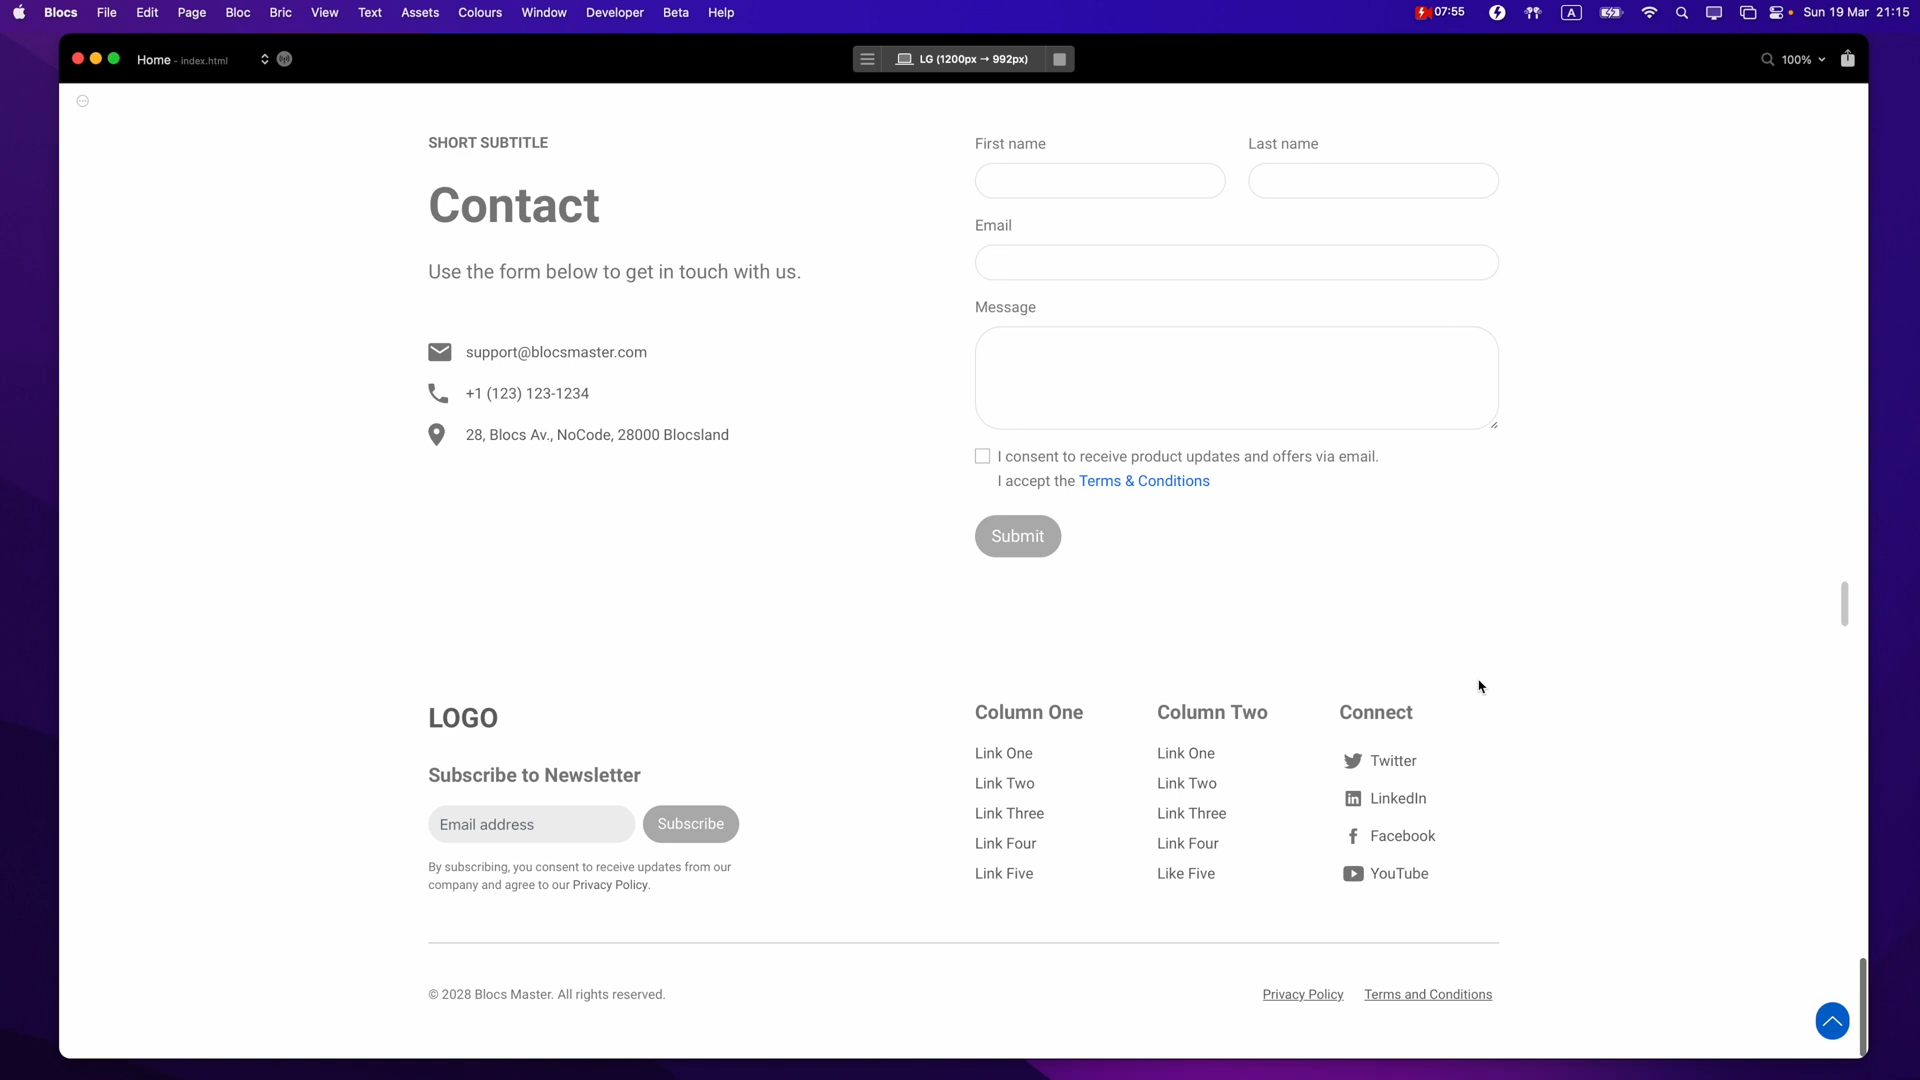 Blocs File Edit Page Bloc Bric View Text Assets Colours Window Developer Beta Help 07:55 A Sun 19 Mar 21:15
Home - index.html LG (1200px → 992px) 100%
SHORT SUBTITLE
Contact
Use the form below to get in touch with us.
support@blocsmaster.com
+1 (123) 123-1234
28, Blocs Av., NoCode, 28000 Blocsland
First name Last name
Email
Message
I consent to receive product updates and offers via email.
I accept the Terms & Conditions
Submit
LOGO
Subscribe to Newsletter
Email address Subscribe
By subscribing, you consent to receive updates from our
company and agree to our Privacy Policy.
Column One
Link One
Link Two
Link Three
Link Four
Link Five
Column Two
Link One
Link Two
Link Three
Link Four
Like Five
Connect
Twitter
LinkedIn
Facebook
YouTube
© 2028 Blocs Master. All rights reserved.
Privacy Policy Terms and Conditions